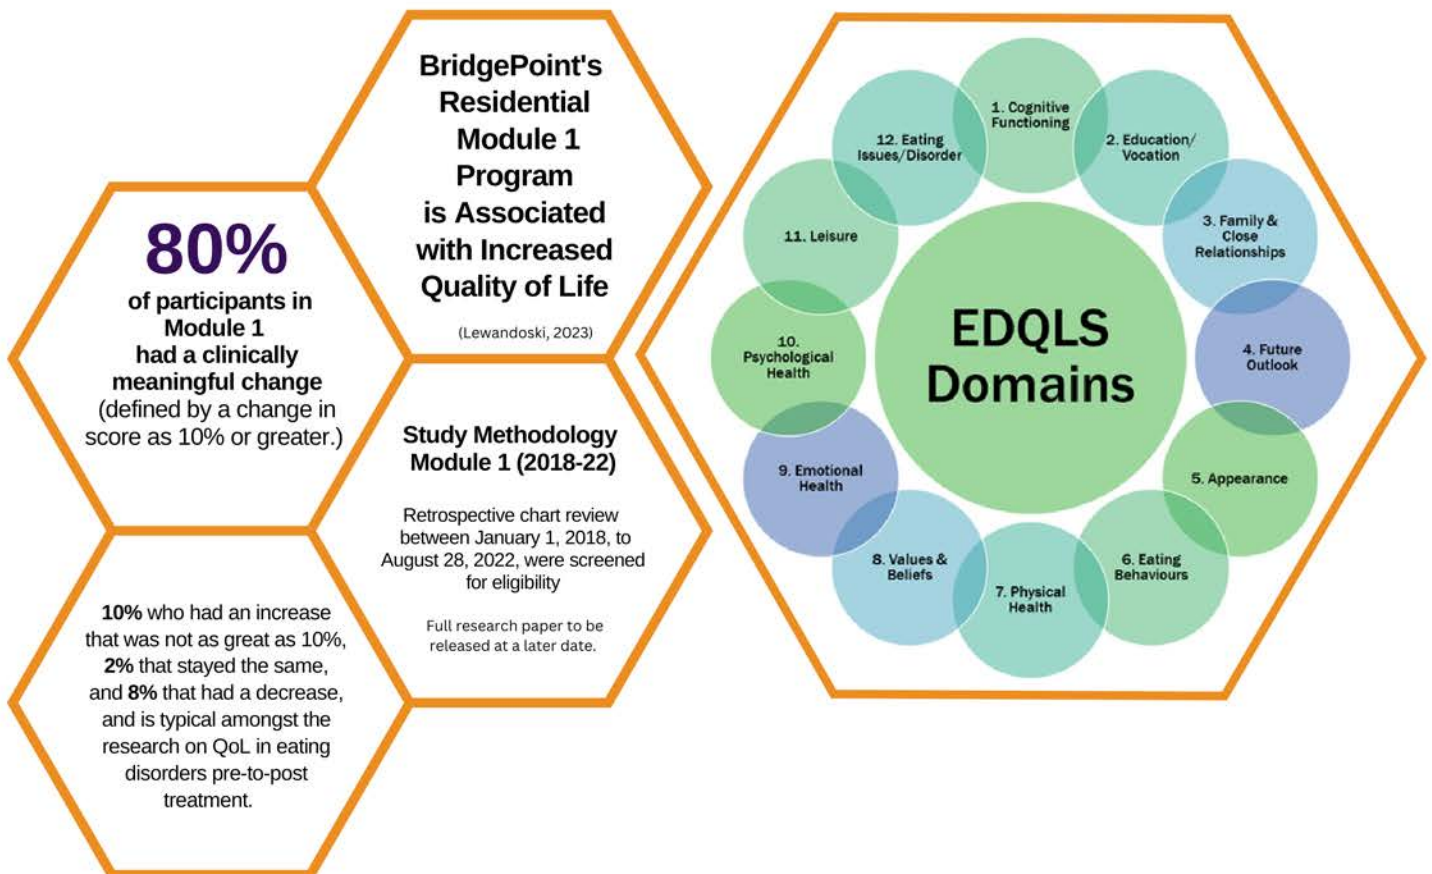 BridgePoint's
Residential
Module 1
Program
is Associated
with Increased
Quality of Life
(Lewandoski, 2023)
80%
of participants in
Module 1
had a clinically
meaningful change
(defined by a change in
score as 10% or greater.)
Study Methodology
Module 1 (2018-22)
Retrospective chart review
between January 1, 2018, to
August 28, 2022, were screened
for eligibility
Full research paper to be
released at a later date.
10% who had an increase
that was not as great as 10%,
2% that stayed the same,
and 8% that had a decrease,
and is typical amongst the
research on QoL in eating
disorders pre-to-post
treatment.
EDQLS
Domains
1. Cognitive
Functioning
2. Education/
Vocation
3. Family &
Close
Relationships
4. Future
Outlook
5. Appearance
6. Eating
Behaviours
7. Physical
Health
8. Values &
Beliefs
9. Emotional
Health
10.
Psychological
Health
11. Leisure
12. Eating
Issues/Disorder